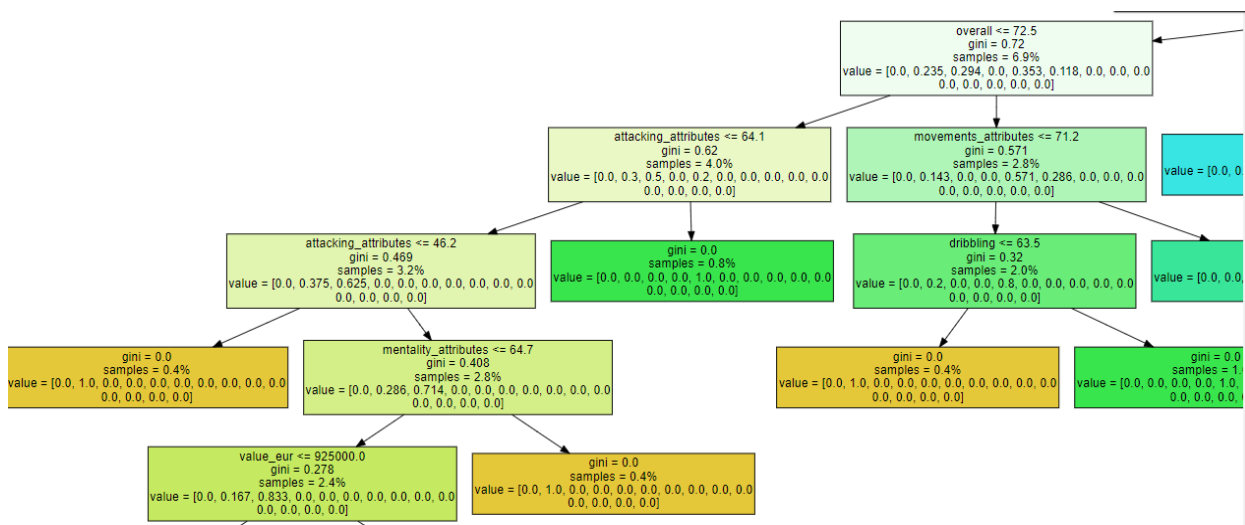 overall <= 72.5
gini = 0.72
samples = 6.9%
value = [0.0, 0.235, 0.294, 0.0, 0.353, 0.118, 0.0, 0.0, 0.0
0.0, 0.0, 0.0, 0.0, 0.0]
attacking_attributes <= 64.1
gini = 0.62
samples = 4.0%
value = [0.0, 0.3, 0.5, 0.0, 0.2, 0.0, 0.0, 0.0, 0.0, 0.0
0.0, 0.0, 0.0, 0.0]
movements_attributes <= 71.2
gini = 0.571
samples = 2.8%
value = [0.0, 0.143, 0.0, 0.0, 0.571, 0.286, 0.0, 0.0, 0.0
0.0, 0.0, 0.0, 0.0, 0.0]
value = [0.0, 0.
attacking_attributes <= 46.2
gini = 0.469
samples = 3.2%
value = [0.0, 0.375, 0.625, 0.0, 0.0, 0.0, 0.0, 0.0, 0.0, 0.0
0.0, 0.0, 0.0, 0.0]
gini = 0.0
samples = 0.8%
value = [0.0, 0.0, 0.0, 0.0, 1.0, 0.0, 0.0, 0.0, 0.0, 0.0
0.0, 0.0, 0.0, 0.0]
dribbling <= 63.5
gini = 0.32
samples = 2.0%
value = [0.0, 0.2, 0.0, 0.0, 0.8, 0.0, 0.0, 0.0, 0.0, 0.0
0.0, 0.0, 0.0, 0.0]
value = [0.0, 0.0,
gini = 0.0
samples = 0.4%
value = [0.0, 1.0, 0.0, 0.0, 0.0, 0.0, 0.0, 0.0, 0.0, 0.0
0.0, 0.0, 0.0, 0.0]
mentality_attributes <= 64.7
gini = 0.408
samples = 2.8%
value = [0.0, 0.286, 0.714, 0.0, 0.0, 0.0, 0.0, 0.0, 0.0, 0.0
0.0, 0.0, 0.0, 0.0]
gini = 0.0
samples = 0.4%
value = [0.0, 1.0, 0.0, 0.0, 0.0, 0.0, 0.0, 0.0, 0.0, 0.0
0.0, 0.0, 0.0, 0.0]
gini = 0.0
samples = 1.
value = [0.0, 0.0, 0.0, 0.0, 1.0,
0.0, 0.0, 0.0,
value_eur <= 925000.0
gini = 0.278
samples = 2.4%
value = [0.0, 0.167, 0.833, 0.0, 0.0, 0.0, 0.0, 0.0, 0.0, 0.0
0.0, 0.0, 0.0, 0.0]
gini = 0.0
samples = 0.4%
value = [0.0, 1.0, 0.0, 0.0, 0.0, 0.0, 0.0, 0.0, 0.0, 0.0
0.0, 0.0, 0.0, 0.0]